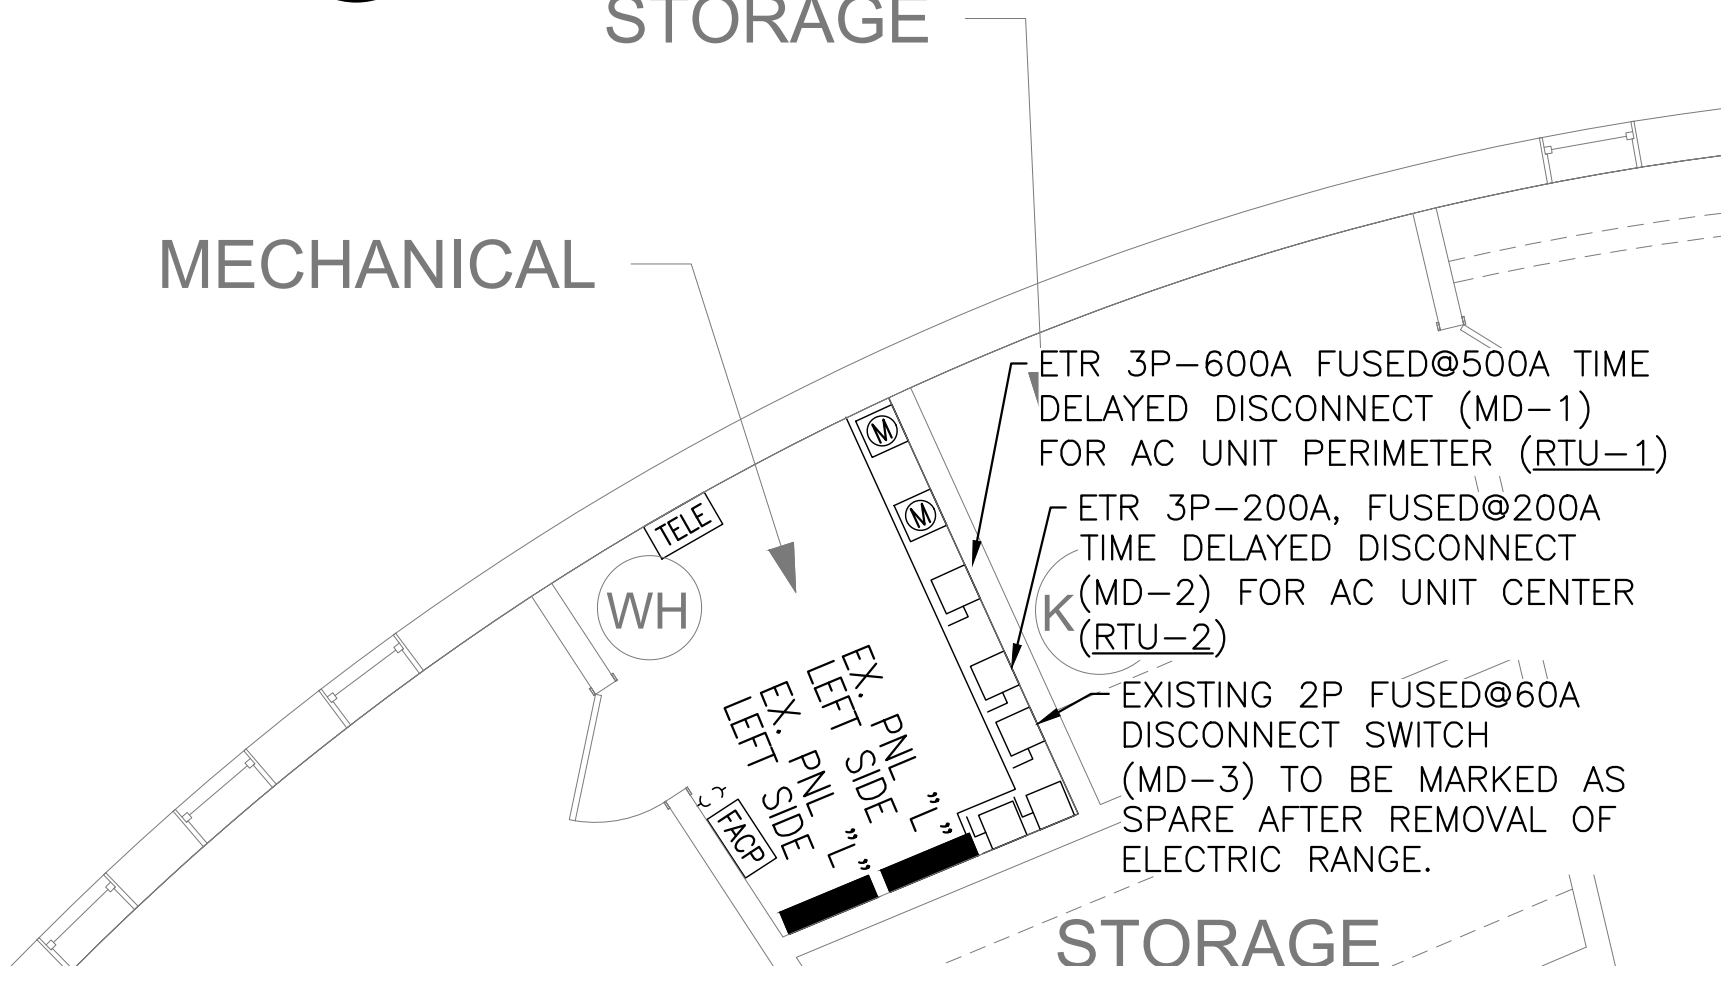 STORAGE
MECHANICAL
ETR 3P-600A FUSED@500A TIME
DELAYED DISCONNECT (MD-1)
FOR AC UNIT PERIMETER (RTU-1)
ETR 3P-200A, FUSED@200A
TIME DELAYED DISCONNECT
(MD-2) FOR AC UNIT CENTER
(RTU-2)
EXISTING 2P FUSED@60A
DISCONNECT SWITCH
(MD-3) TO BE MARKED AS
SPARE AFTER REMOVAL OF
ELECTRIC RANGE.
M
M
TELE
WH
K
EX. PNL "L"
LEFT SIDE
EX. PNL "L"
LEFT SIDE
FACP
STORAGE